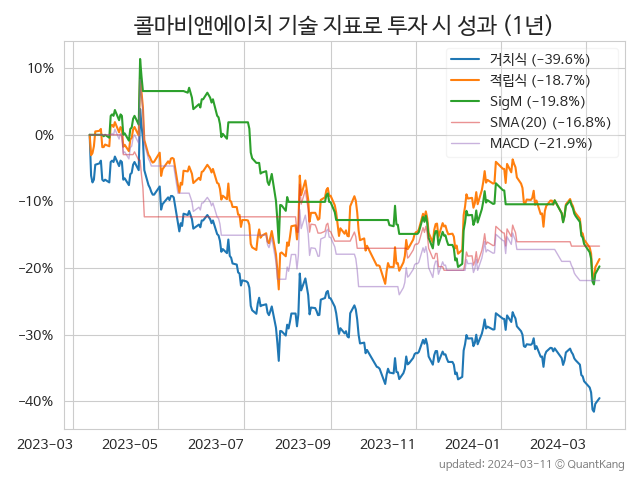 콜마비앤에이치 기술 지표로 투자 시 성과 (1년)
거치식 (−39.6%)
적립식 (−18.7%)
SigM (−19.8%)
SMA(20) (−16.8%)
MACD (−21.9%)
10%
0%
−10%
−20%
−30%
−40%
2023-03
2023-05
2023-07
2023-09
2023-11
2024-01
2024-03
updated: 2024-03-11 © QuantKang